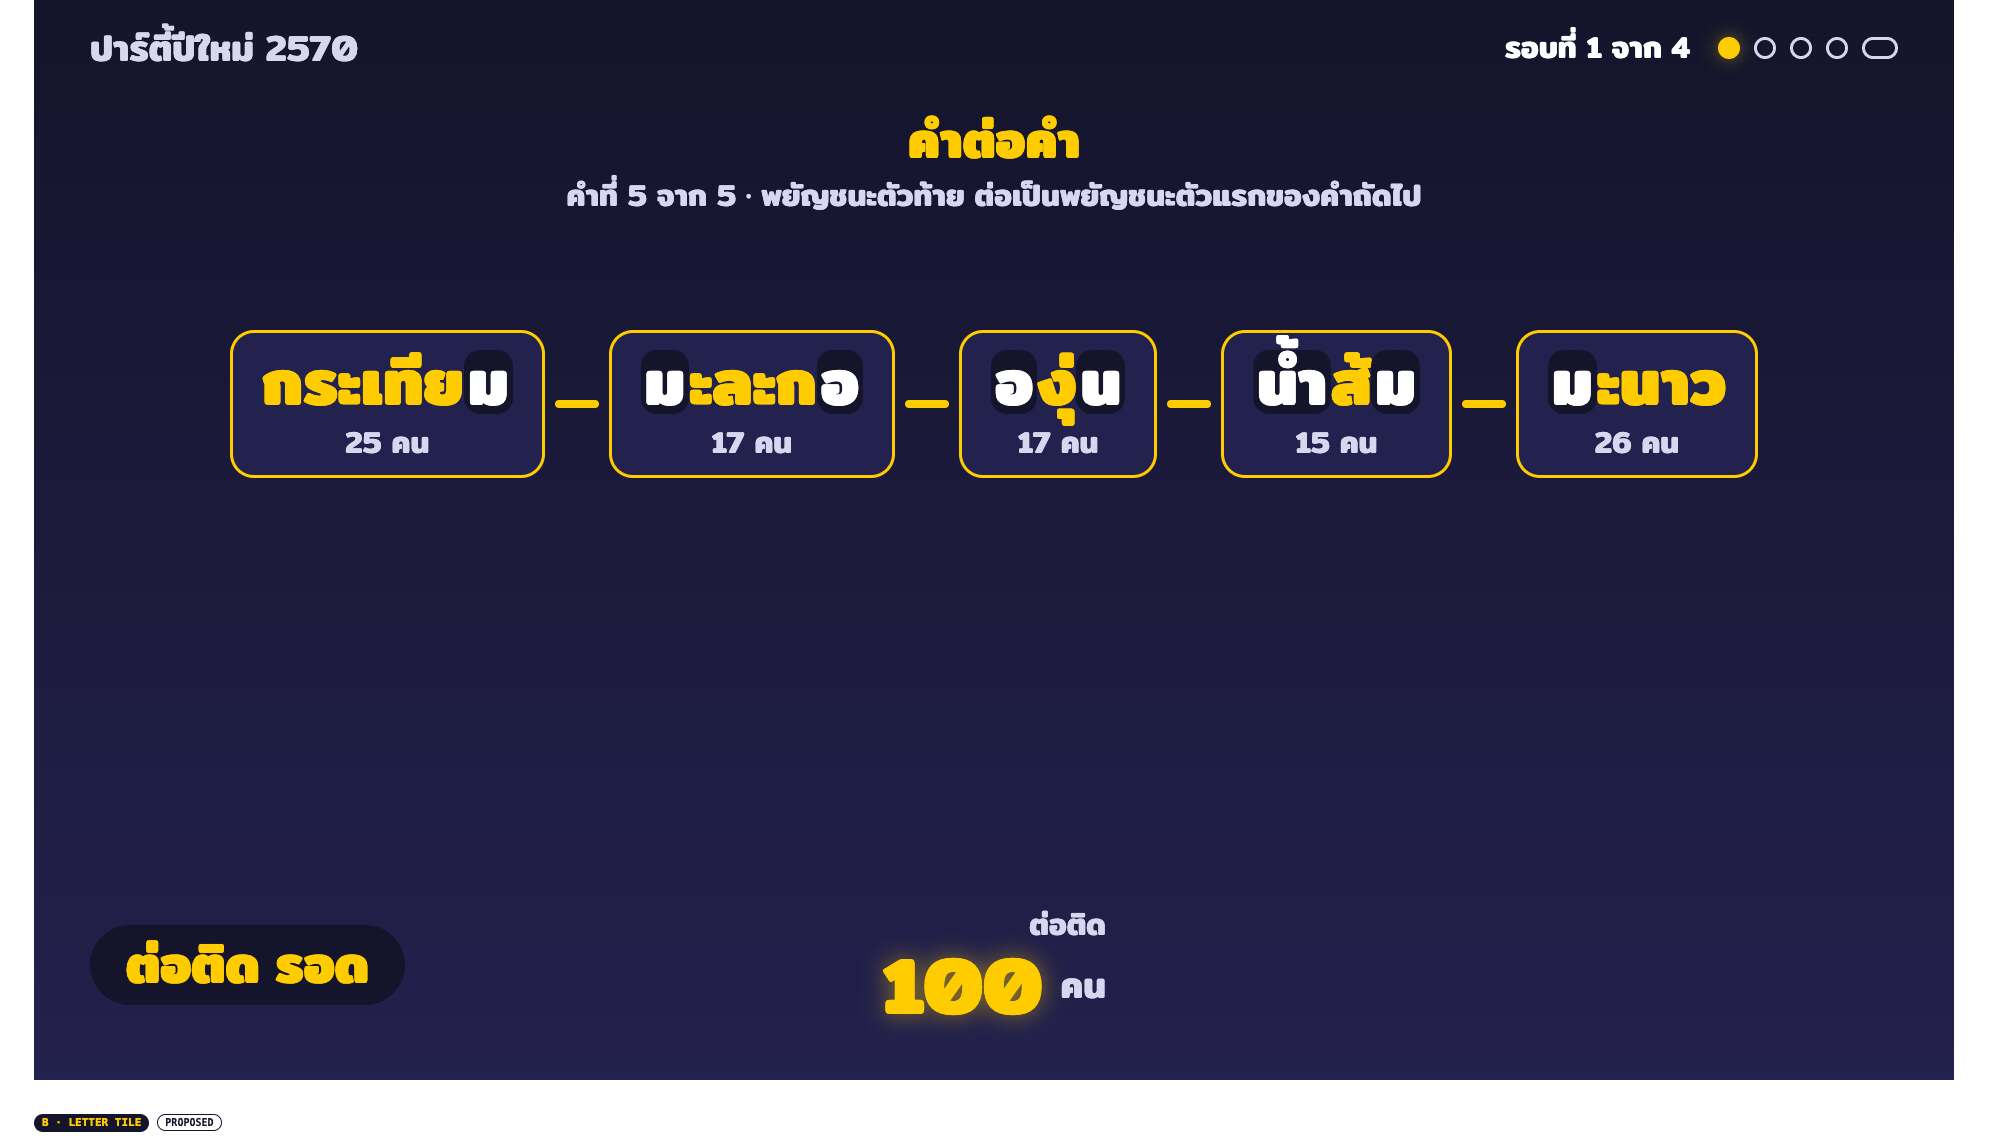 ปาร์ตี้ปีใหม่ 2570
รอบที่ 1 จาก 4
คำต่อคำ
คำที่ 5 จาก 5 · พยัญชนะตัวท้าย ต่อเป็นพยัญชนะตัวแรกของคำถัดไป
กระเทียม
25 คน
มะละกอ
17 คน
องุ่น
17 คน
น้ำส้ม
15 คน
มะนาว
26 คน
ต่อติด รอด
ต่อติด
100 คน
B · LETTER TILE
PROPOSED